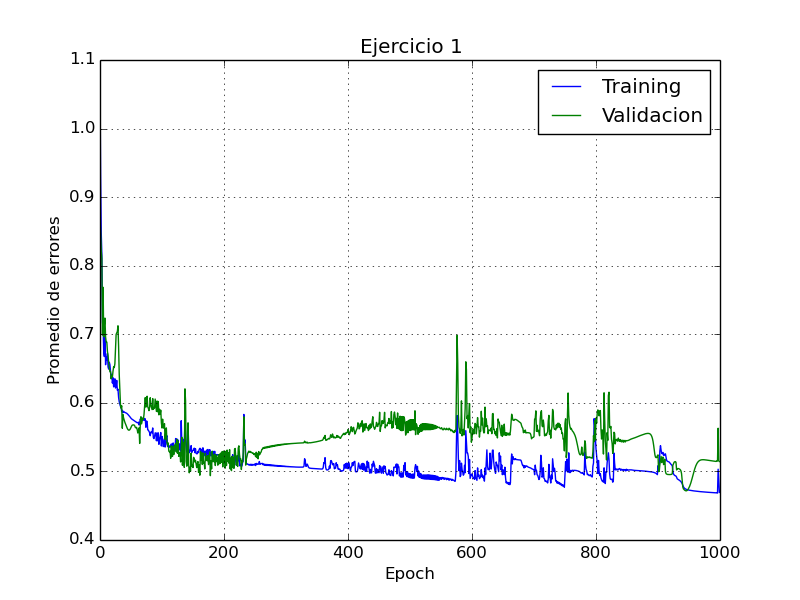 Ejercicio 1
Training
Validacion
Promedio de errores
1.1
1.0
0.9
0.8
0.7
0.6
0.5
0.4
0 200 400 600 800 1000
Epoch